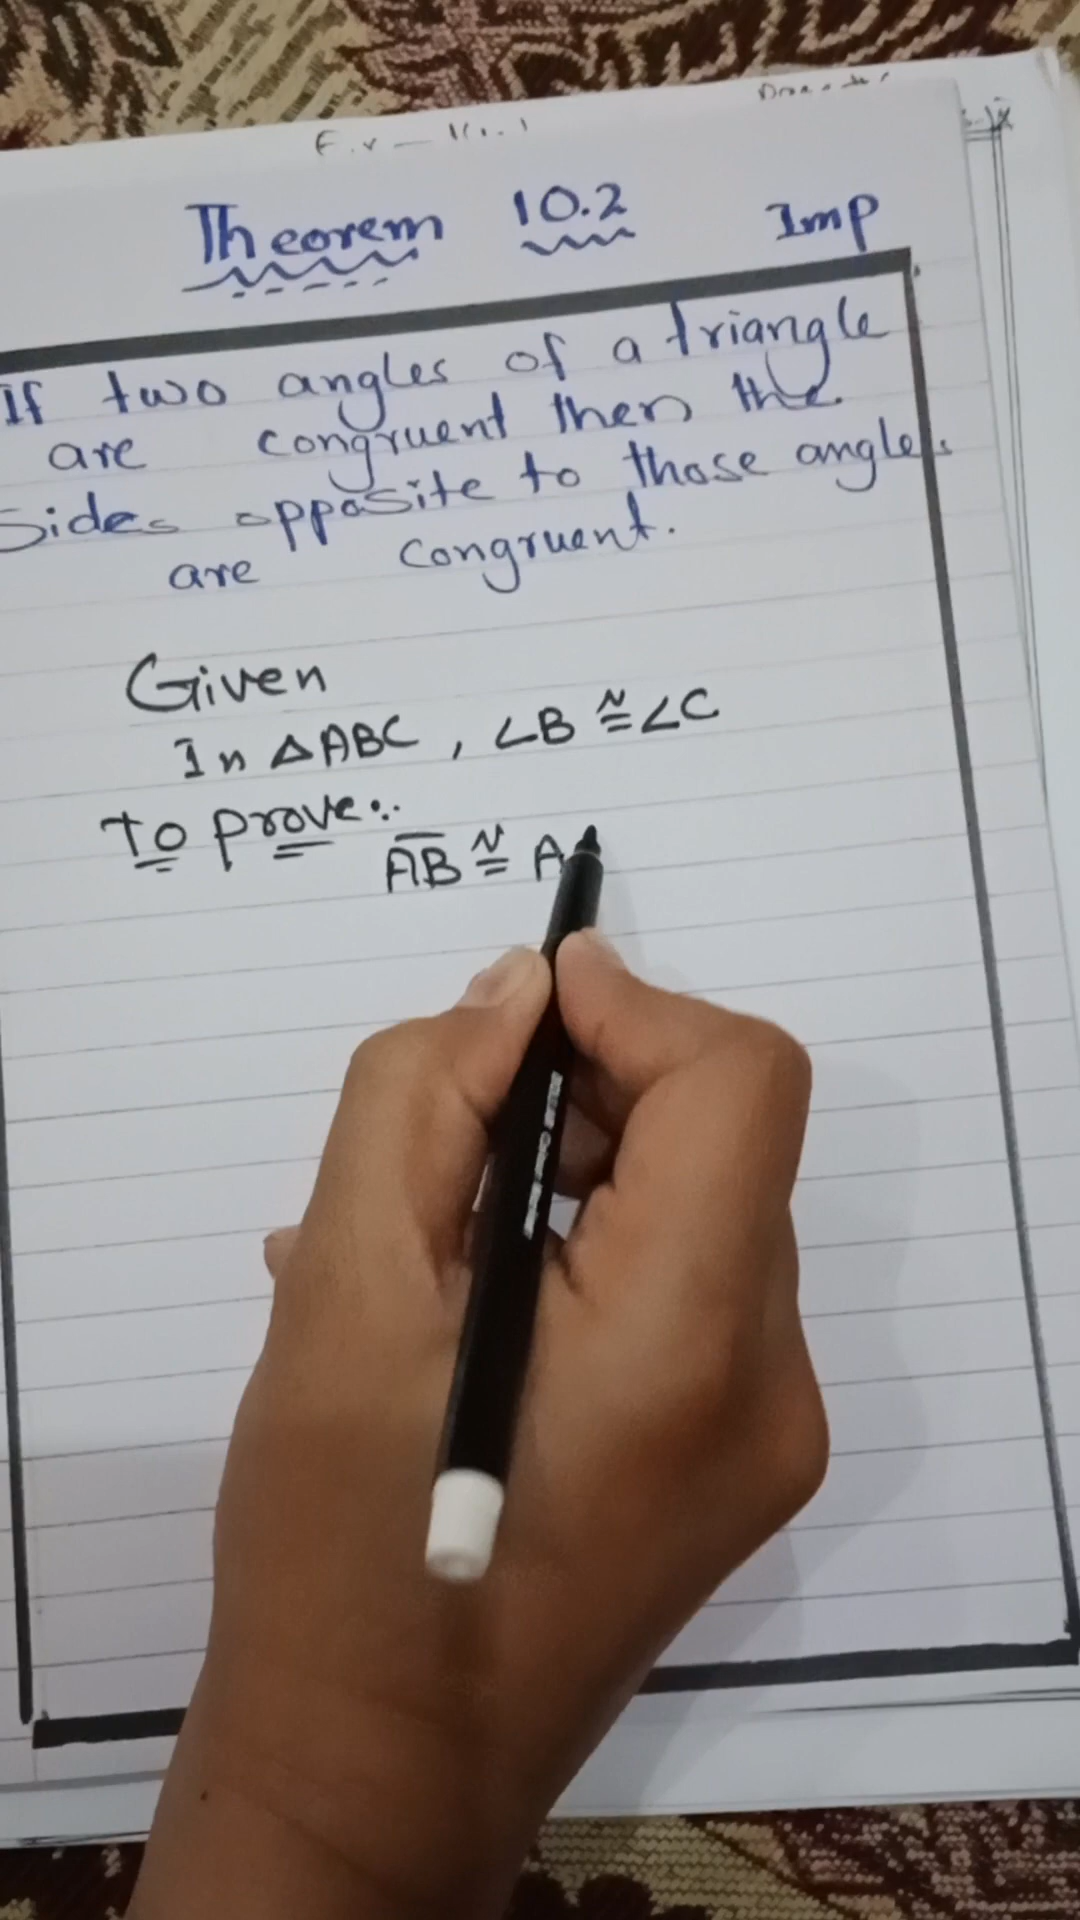 Theorem 10.2 Imp
If two angles of a triangle
are congruent then the
Sides opposite to those angles
are congruent.
Given
In △ABC, ∠B ≅ ∠C
To prove:.
A̅B̅ ≅ A